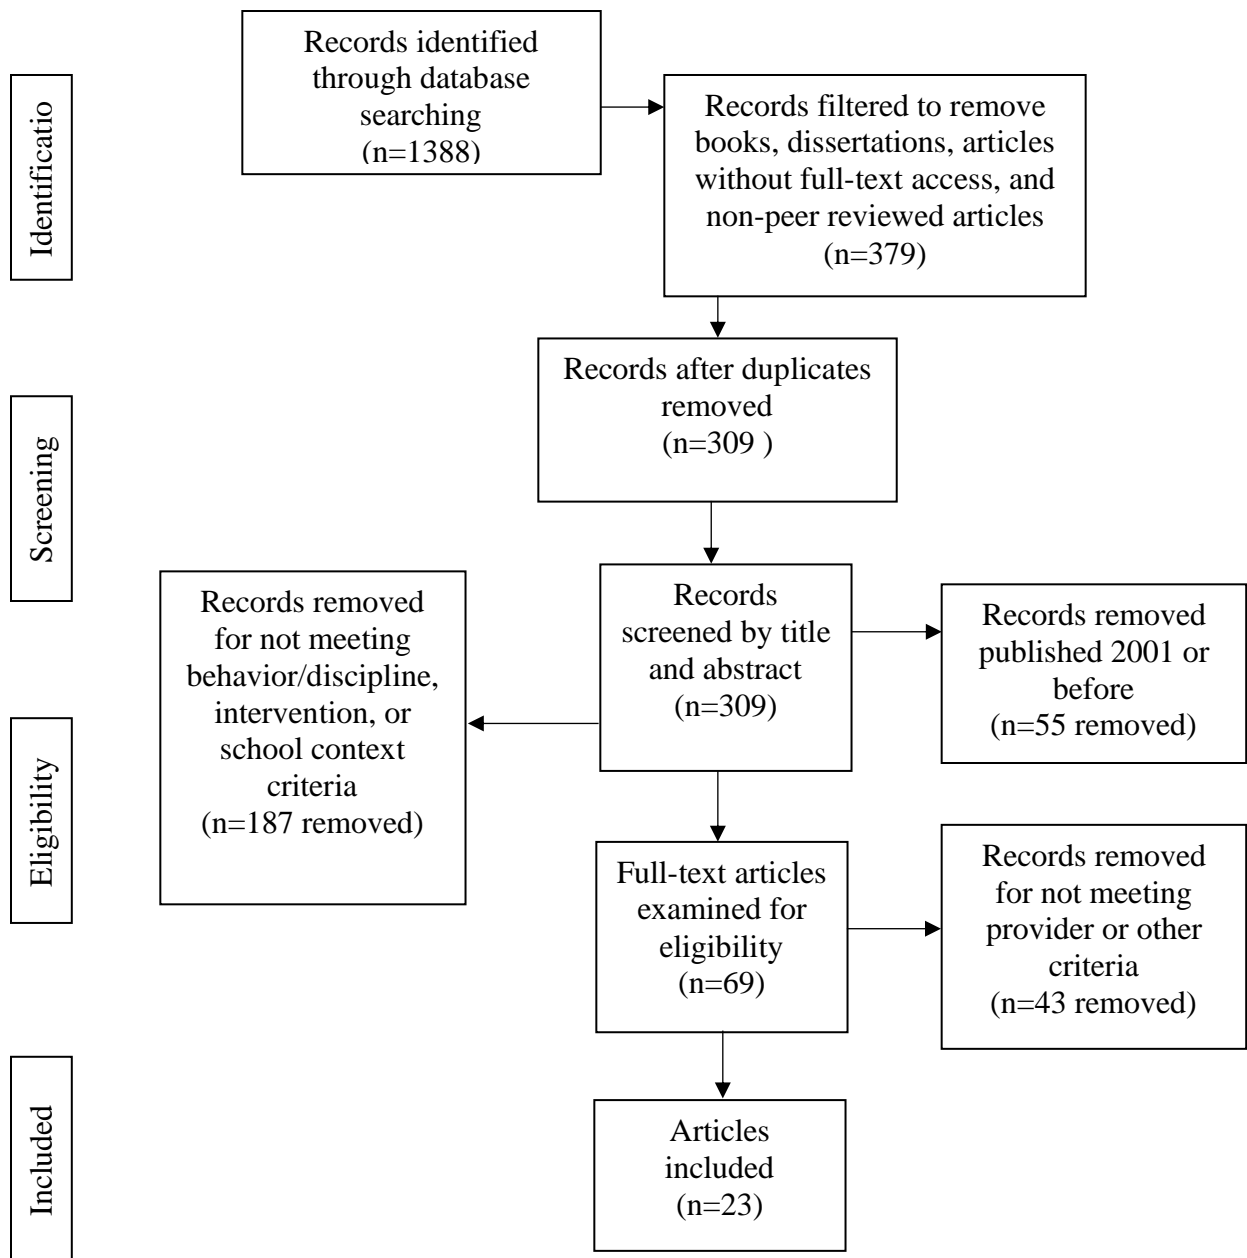 Records identified
through database
searching
(n=1388)
Records filtered to remove
books, dissertations, articles
without full-text access, and
non-peer reviewed articles
(n=379)
Identificatio
Records after duplicates
removed
(n=309 )
Screening
Records
screened by title
and abstract
(n=309)
Records removed
for not meeting
behavior/discipline,
intervention, or
school context
criteria
(n=187 removed)
Records removed
published 2001 or
before
(n=55 removed)
Eligibility
Full-text articles
examined for
eligibility
(n=69)
Records removed
for not meeting
provider or other
criteria
(n=43 removed)
Included
Articles
included
(n=23)